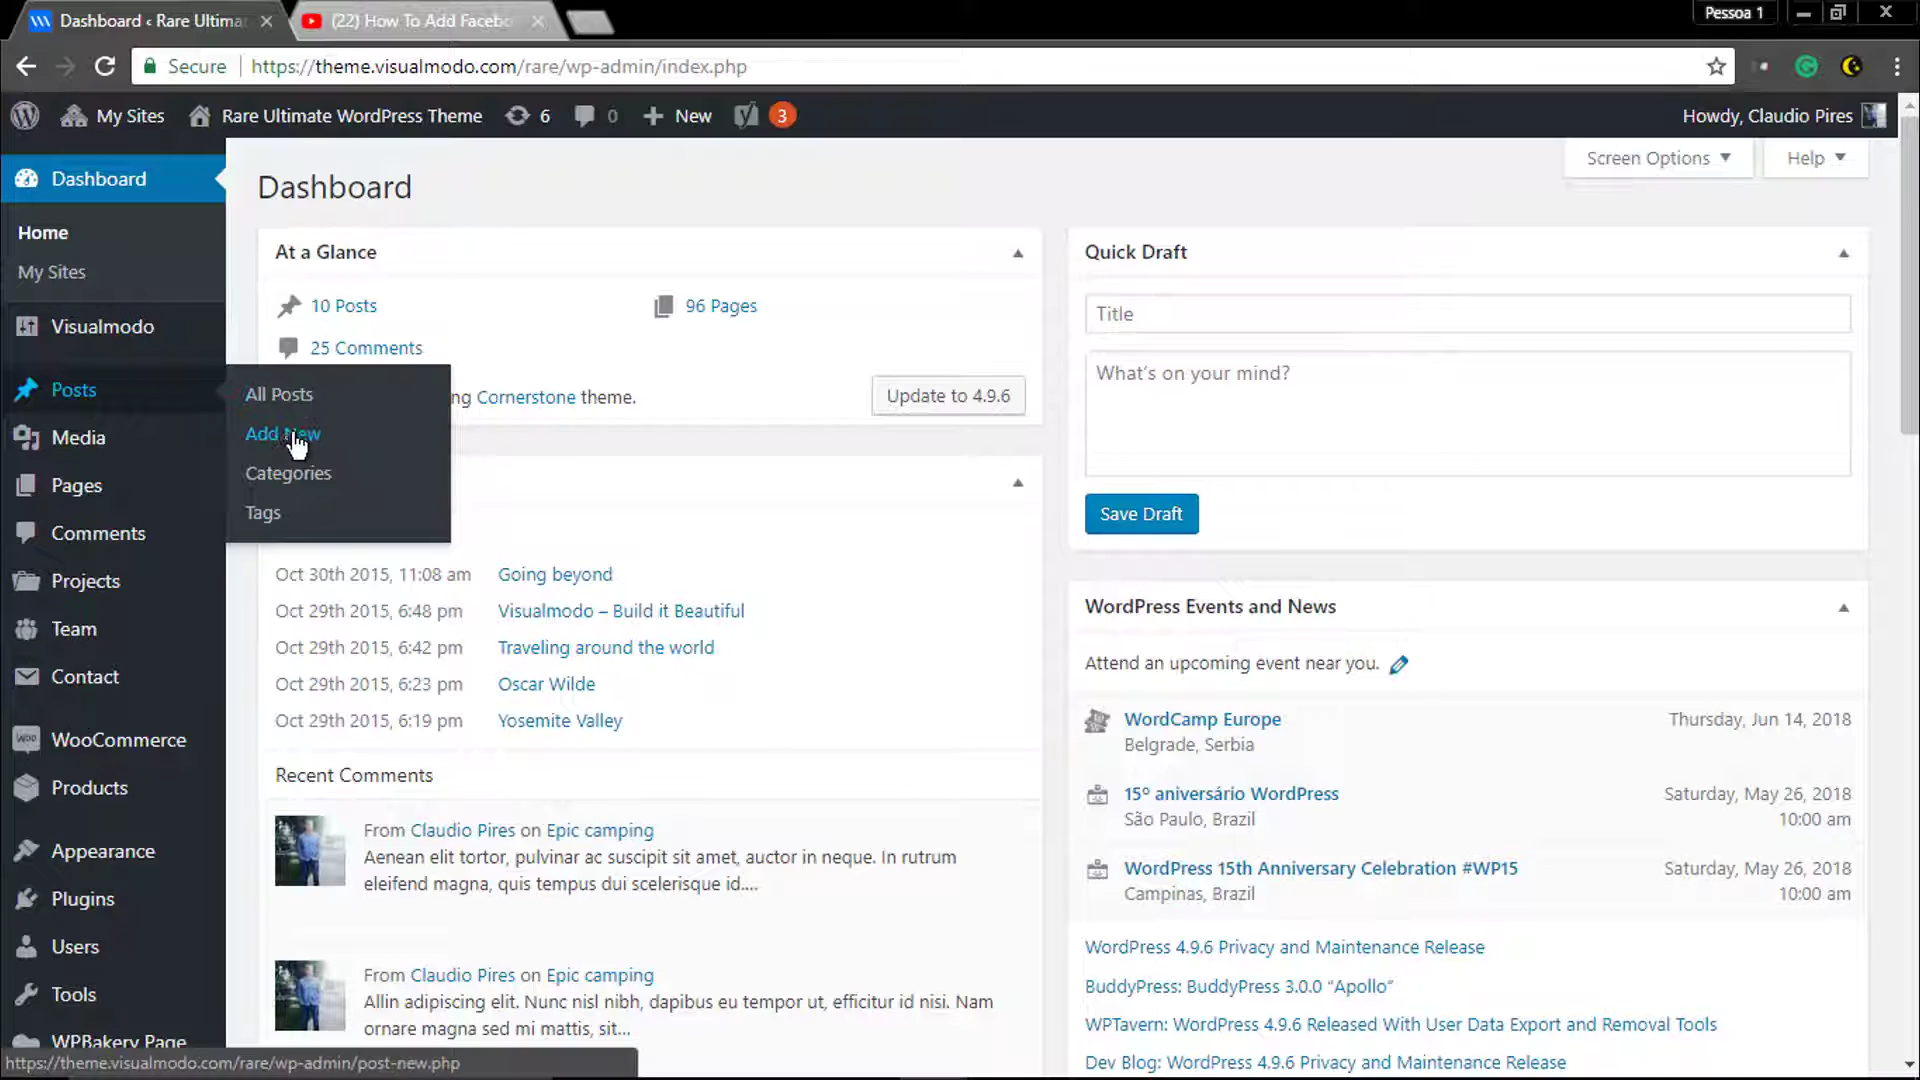 Dashboard ‹ Rare Ultima
(22) How To Add Facebo
Pessoa 1
Secure
https://theme.visualmodo.com/rare/wp-admin/index.php
My Sites
Rare Ultimate WordPress Theme
6
0
New
3
Howdy, Claudio Pires
Dashboard
Home
My Sites
Visualmodo
Posts
Media
Pages
Comments
Projects
Team
Contact
WooCommerce
Products
Appearance
Plugins
Users
Tools
WPBakery Page
All Posts
Add New
Categories
Tags
Screen Options
Help
Dashboard
At a Glance
10 Posts
96 Pages
25 Comments
ng Cornerstone theme.
Update to 4.9.6
Oct 30th 2015, 11:08 am Going beyond
Oct 29th 2015, 6:48 pm Visualmodo – Build it Beautiful
Oct 29th 2015, 6:42 pm Traveling around the world
Oct 29th 2015, 6:23 pm Oscar Wilde
Oct 29th 2015, 6:19 pm Yosemite Valley
Recent Comments
From Claudio Pires on Epic camping
Aenean elit tortor, pulvinar ac suscipit sit amet, auctor in neque. In rutrum
eleifend magna, quis tempus dui scelerisque id....
From Claudio Pires on Epic camping
Allin adipiscing elit. Nunc nisl nibh, dapibus eu tempor ut, efficitur id nisi. Nam
ornare magna sed mi mattis, sit...
Quick Draft
Title
What's on your mind?
Save Draft
WordPress Events and News
Attend an upcoming event near you.
WordCamp Europe
Thursday, Jun 14, 2018
Belgrade, Serbia
15º aniversário WordPress
Saturday, May 26, 2018
São Paulo, Brazil
10:00 am
WordPress 15th Anniversary Celebration #WP15
Saturday, May 26, 2018
Campinas, Brazil
10:00 am
WordPress 4.9.6 Privacy and Maintenance Release
BuddyPress: BuddyPress 3.0.0 “Apollo”
WPTavern: WordPress 4.9.6 Released With User Data Export and Removal Tools
Dev Blog: WordPress 4.9.6 Privacy and Maintenance Release
https://theme.visualmodo.com/rare/wp-admin/post-new.php